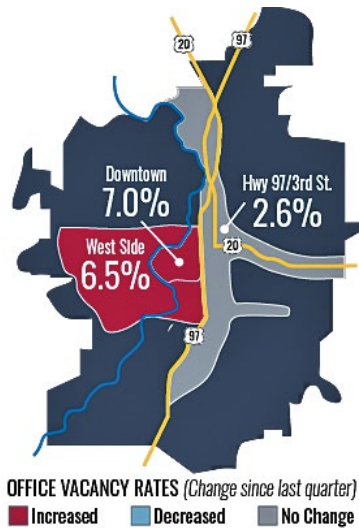 20
97
Downtown
7.0%
Hwy 97/3rd St.
2.6%
West Side
6.5%
20
97
OFFICE VACANCY RATES (Change since last quarter)
Increased Decreased No Change